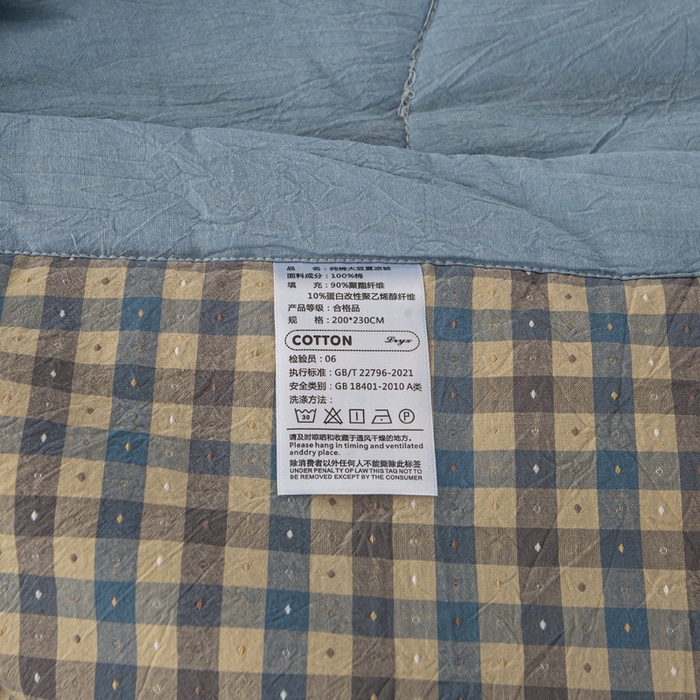 品 名：纯棉大豆夏凉被
面料成分：100%棉
填 充：90%聚酯纤维
10%蛋白改性聚乙烯醇纤维
产品等级：合格品
规 格：200*230CM
COTTON
检验员：06
执行标准：GB/T 22796-2021
安全类别：GB 18401-2010 A类
洗涤方法：
30 P
请及时晾晒和收藏于通风干燥的地方。
Please hang in timing and ventilated
anddry place.
除消费者以外任何人不能撕除此标签
UNDER PENALTY OF LAW THIS TAG NOT TO
BE REMOVED EXCEPT BY THE CONSUMER